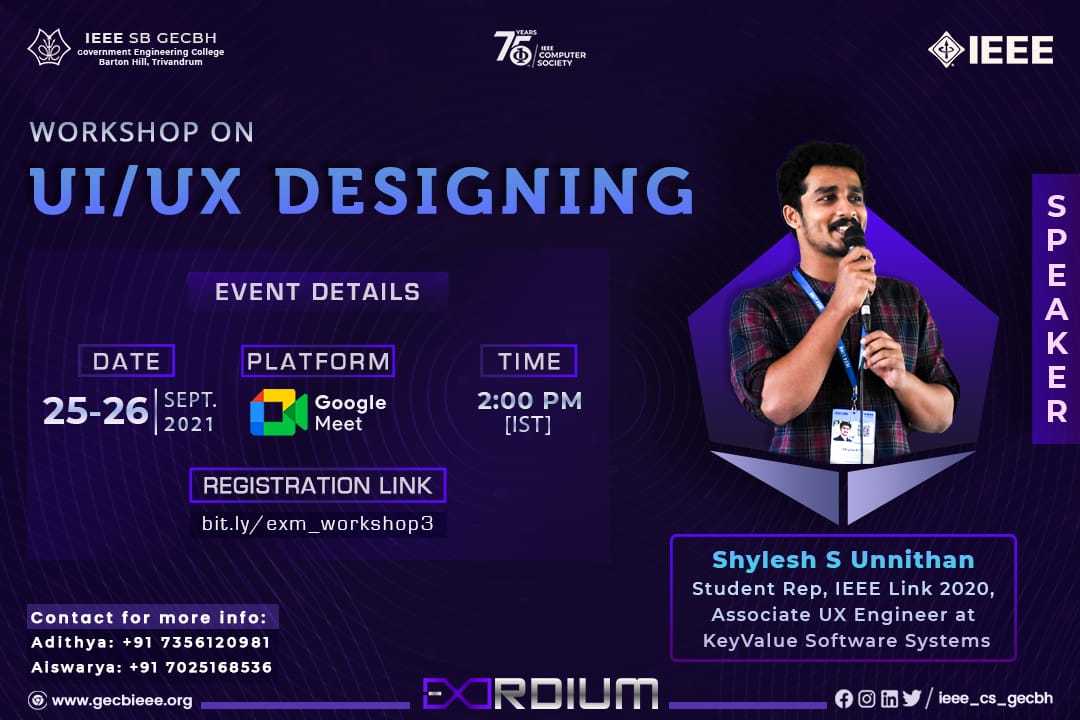 IEEE SB GECBH
Government Engineering College
Barton Hill, Trivandrum
75 YEARS
IEEE
COMPUTER
SOCIETY
IEEE
WORKSHOP ON
UI/UX DESIGNING
SPEAKER
EVENT DETAILS
DATE
25-26 SEPT. 2021
PLATFORM
Google
Meet
TIME
2:00 PM
[IST]
REGISTRATION LINK
bit.ly/exm_workshop3
Shylesh S Unnithan
Student Rep, IEEE Link 2020,
Associate UX Engineer at
KeyValue Software Systems
Contact for more info:
Adithya: +91 7356120981
Aiswarya: +91 7025168536
www.gecbieee.org
EXORDIUM
/ ieee_cs_gecbh